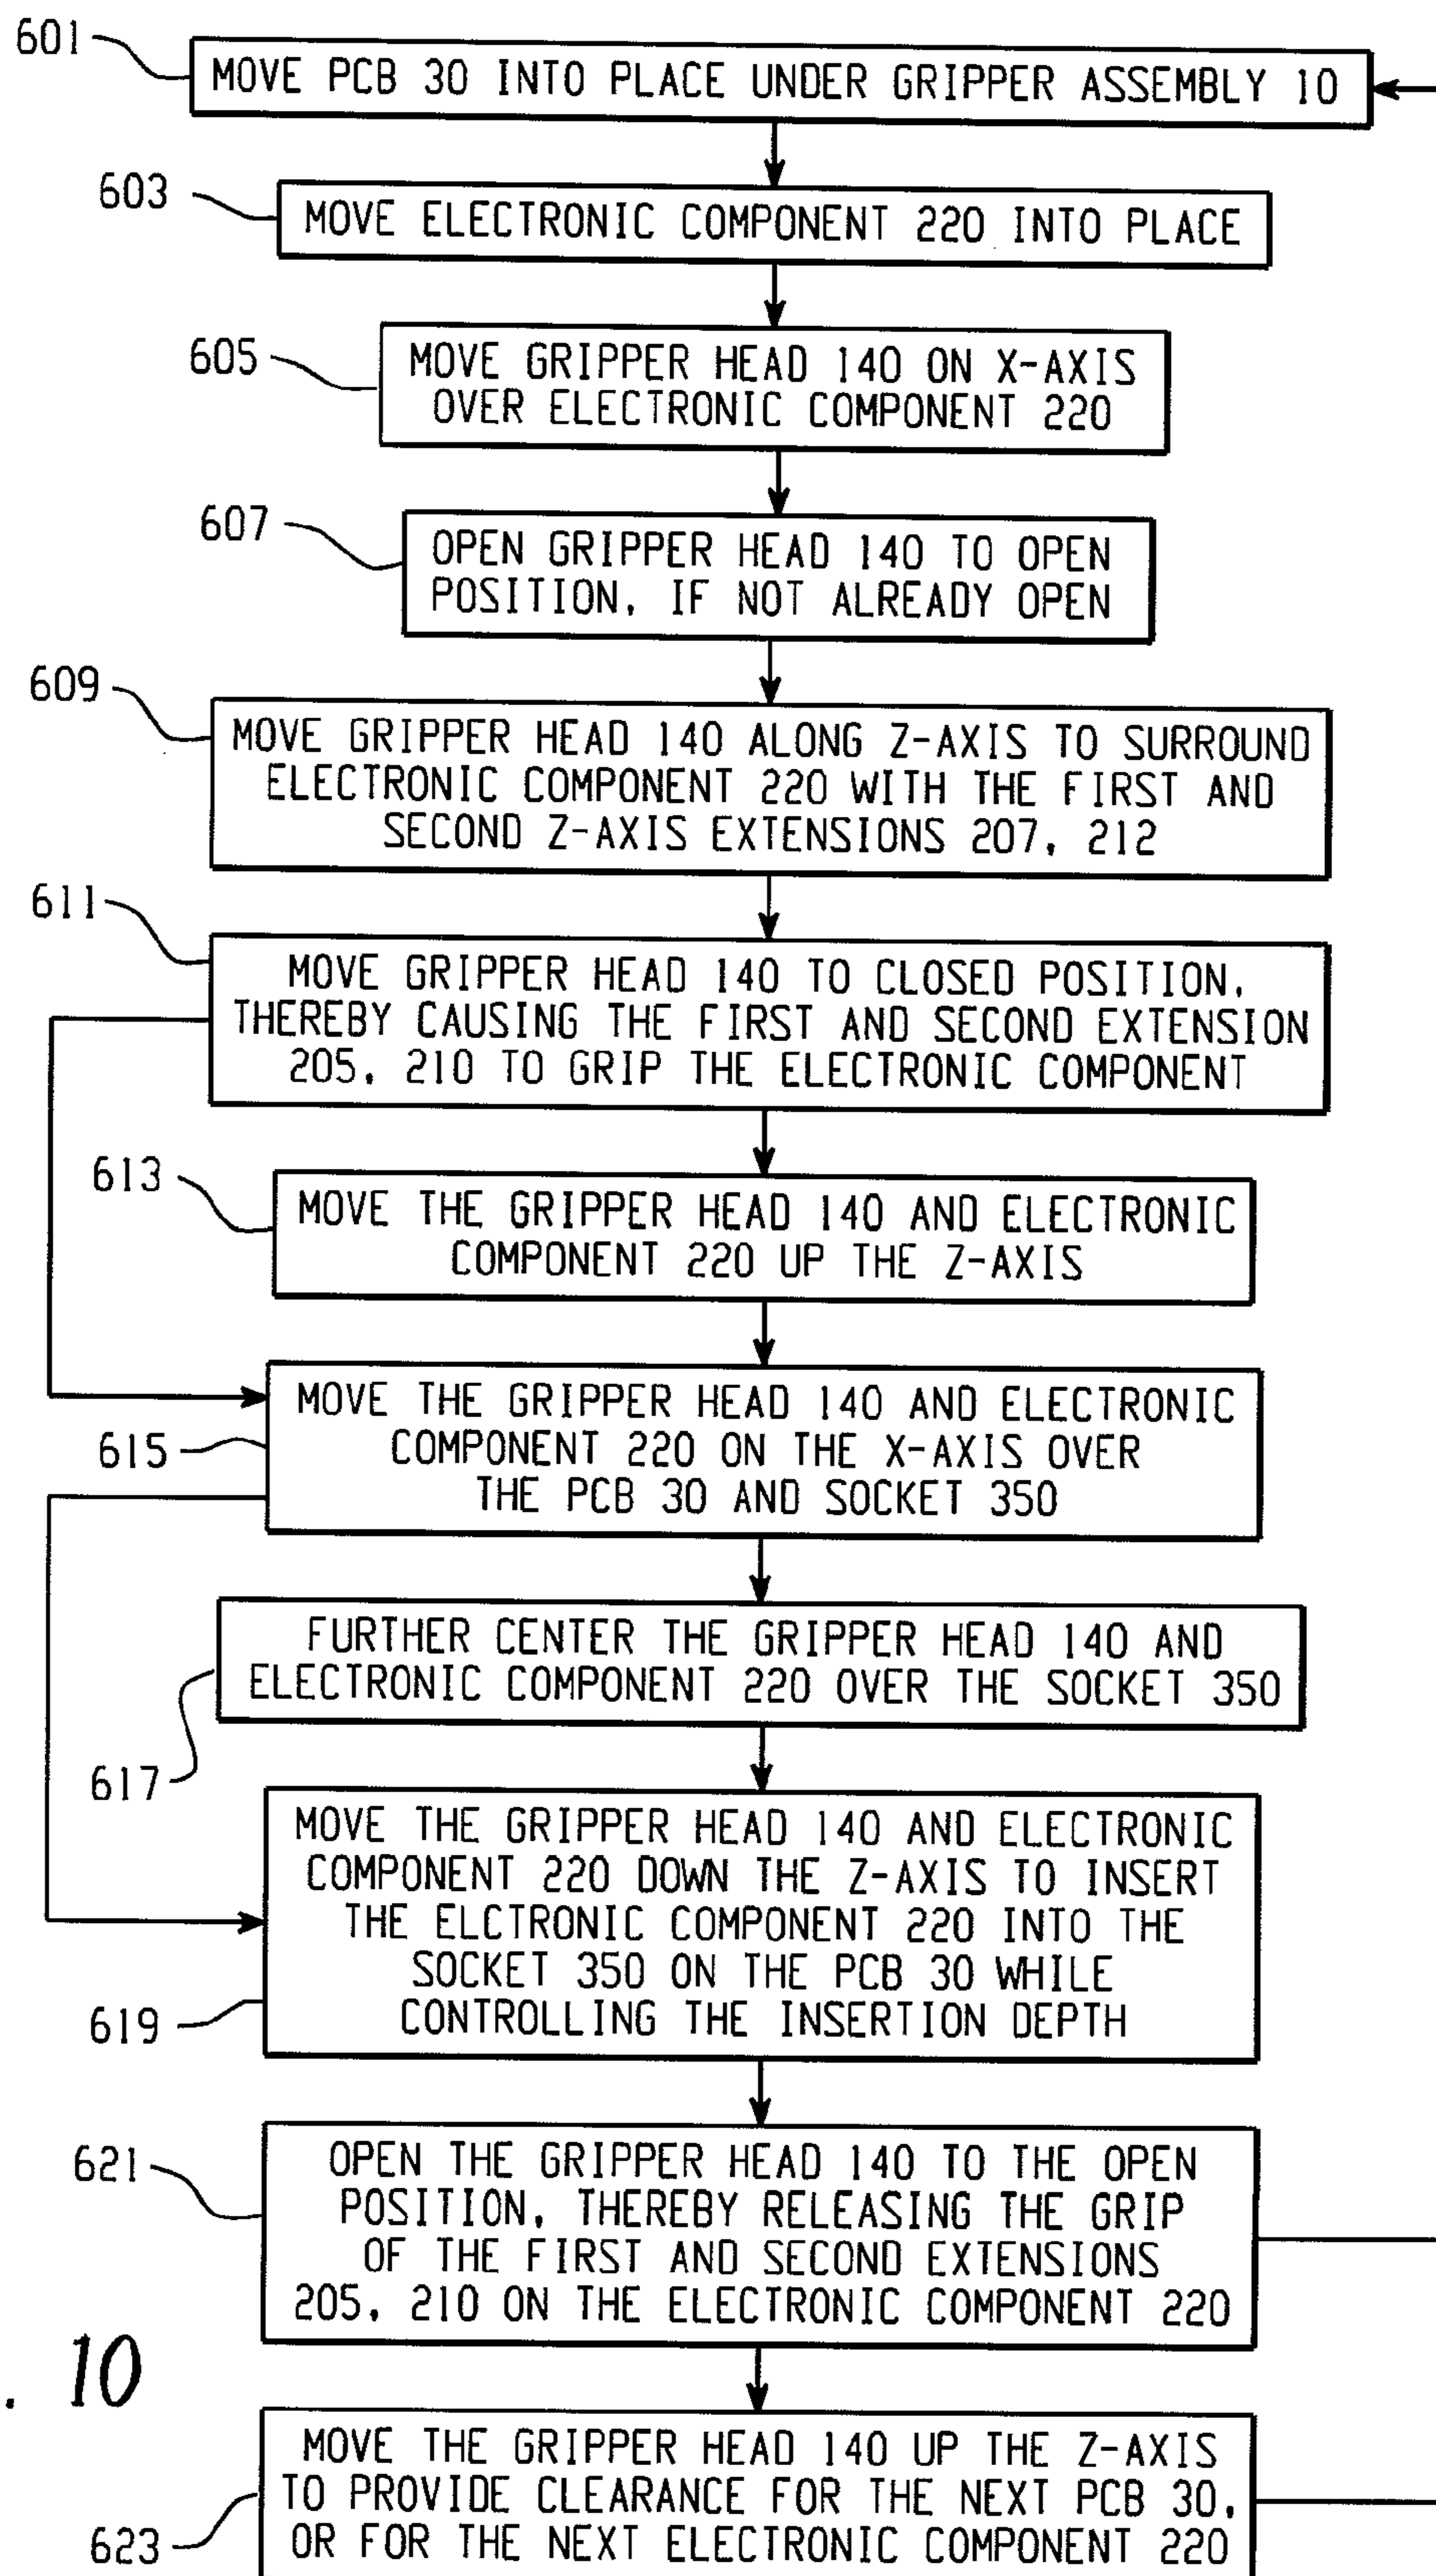 601
MOVE PCB 30 INTO PLACE UNDER GRIPPER ASSEMBLY 10
603
MOVE ELECTRONIC COMPONENT 220 INTO PLACE
605
MOVE GRIPPER HEAD 140 ON X-AXIS
OVER ELECTRONIC COMPONENT 220
607
OPEN GRIPPER HEAD 140 TO OPEN
POSITION, IF NOT ALREADY OPEN
609
MOVE GRIPPER HEAD 140 ALONG Z-AXIS TO SURROUND
ELECTRONIC COMPONENT 220 WITH THE FIRST AND
SECOND Z-AXIS EXTENSIONS 207, 212
611
MOVE GRIPPER HEAD 140 TO CLOSED POSITION,
THEREBY CAUSING THE FIRST AND SECOND EXTENSION
205, 210 TO GRIP THE ELECTRONIC COMPONENT
613
MOVE THE GRIPPER HEAD 140 AND ELECTRONIC
COMPONENT 220 UP THE Z-AXIS
615
MOVE THE GRIPPER HEAD 140 AND ELECTRONIC
COMPONENT 220 ON THE X-AXIS OVER
THE PCB 30 AND SOCKET 350
617
FURTHER CENTER THE GRIPPER HEAD 140 AND
ELECTRONIC COMPONENT 220 OVER THE SOCKET 350
619
MOVE THE GRIPPER HEAD 140 AND ELECTRONIC
COMPONENT 220 DOWN THE Z-AXIS TO INSERT
THE ELCTRONIC COMPONENT 220 INTO THE
SOCKET 350 ON THE PCB 30 WHILE
CONTROLLING THE INSERTION DEPTH
621
OPEN THE GRIPPER HEAD 140 TO THE OPEN
POSITION, THEREBY RELEASING THE GRIP
OF THE FIRST AND SECOND EXTENSIONS
205, 210 ON THE ELECTRONIC COMPONENT 220
. 10
623
MOVE THE GRIPPER HEAD 140 UP THE Z-AXIS
TO PROVIDE CLEARANCE FOR THE NEXT PCB 30,
OR FOR THE NEXT ELECTRONIC COMPONENT 220